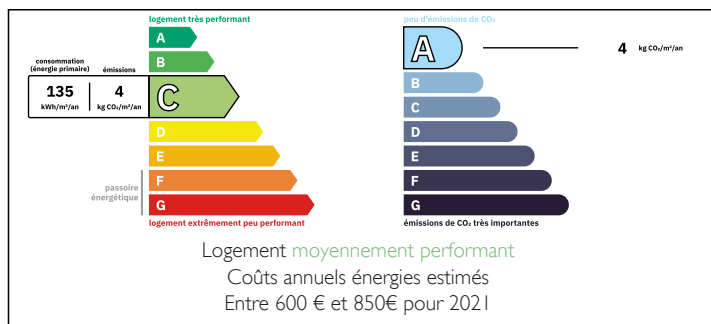 logement très performant
A
B
consommation
(énergie primaire)
émissions
135
kWh/m²/an
4
kg CO₂/m²/an
C
D
E
F
G
passoire
énergétique
logement extrêmement peu performant
peu d'émissions de CO₂
A
4
kg CO₂/m²/an
B
C
D
E
F
G
émissions de CO₂ très importantes
Logement moyennement performant
Coûts annuels énergies estimés
Entre 600 € et 850€ pour 2021